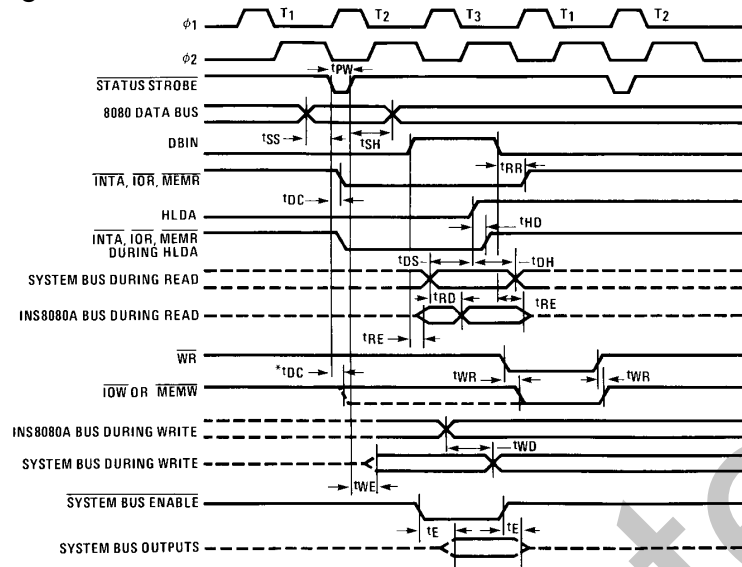 ϕ1 T1 T2 T3 T1 T2
ϕ2
tPW
STATUS STROBE
8080 DATA BUS
tSS tSH
DBIN
tRR
INTA, IOR, MEMR
tDC
HLDA
tHD
INTA, IOR, MEMR
DURING HLDA
tDS tDH
SYSTEM BUS DURING READ
tRD tRE
INS8080A BUS DURING READ
tRE
WR
*tDC tWR tWR
IOW OR MEMW
INS8080A BUS DURING WRITE
tWD
SYSTEM BUS DURING WRITE
tWE
SYSTEM BUS ENABLE
tE tE
SYSTEM BUS OUTPUTS